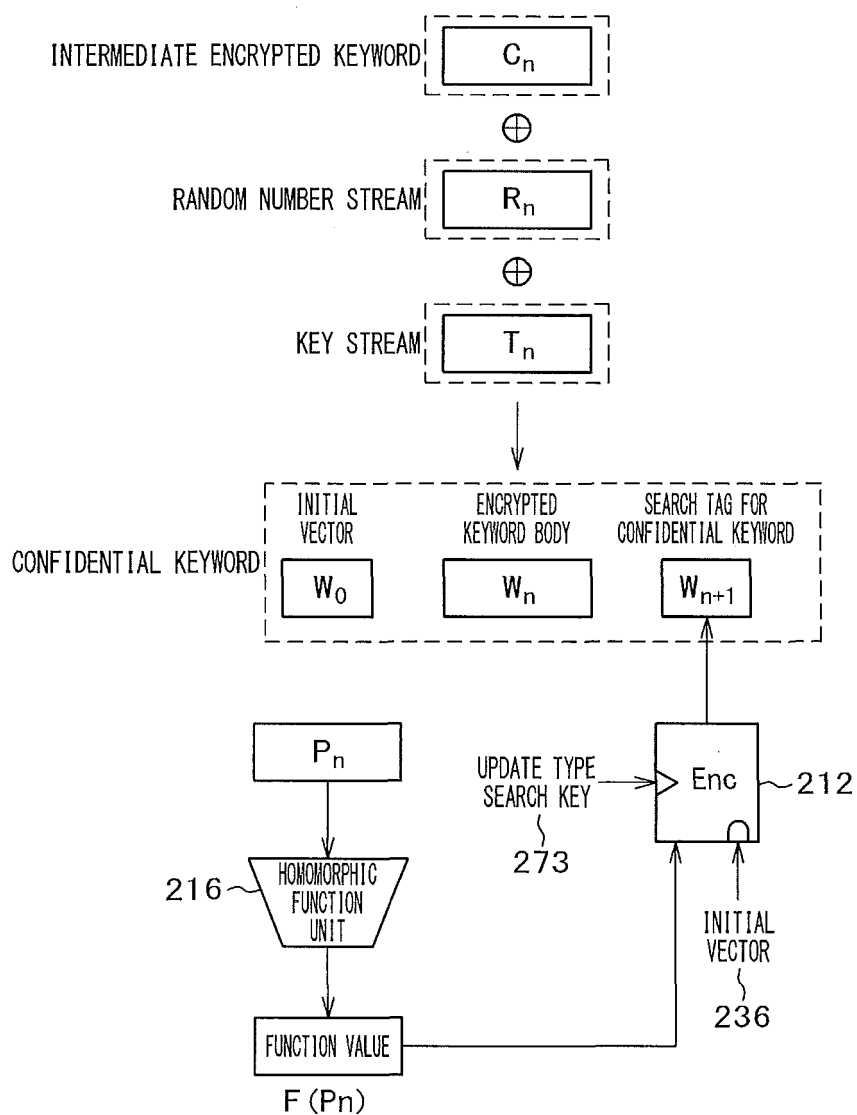 INTERMEDIATE ENCRYPTED KEYWORD
Cn
⊕
RANDOM NUMBER STREAM
Rn
⊕
KEY STREAM
Tn
INITIAL
VECTOR
ENCRYPTED
KEYWORD BODY
SEARCH TAG FOR
CONFIDENTIAL KEYWORD
CONFIDENTIAL KEYWORD
W0
Wn
Wn+1
Pn
UPDATE TYPE
SEARCH KEY
273
Enc
212
216
HOMOMORPHIC
FUNCTION
UNIT
INITIAL
VECTOR
236
FUNCTION VALUE
F(Pn)